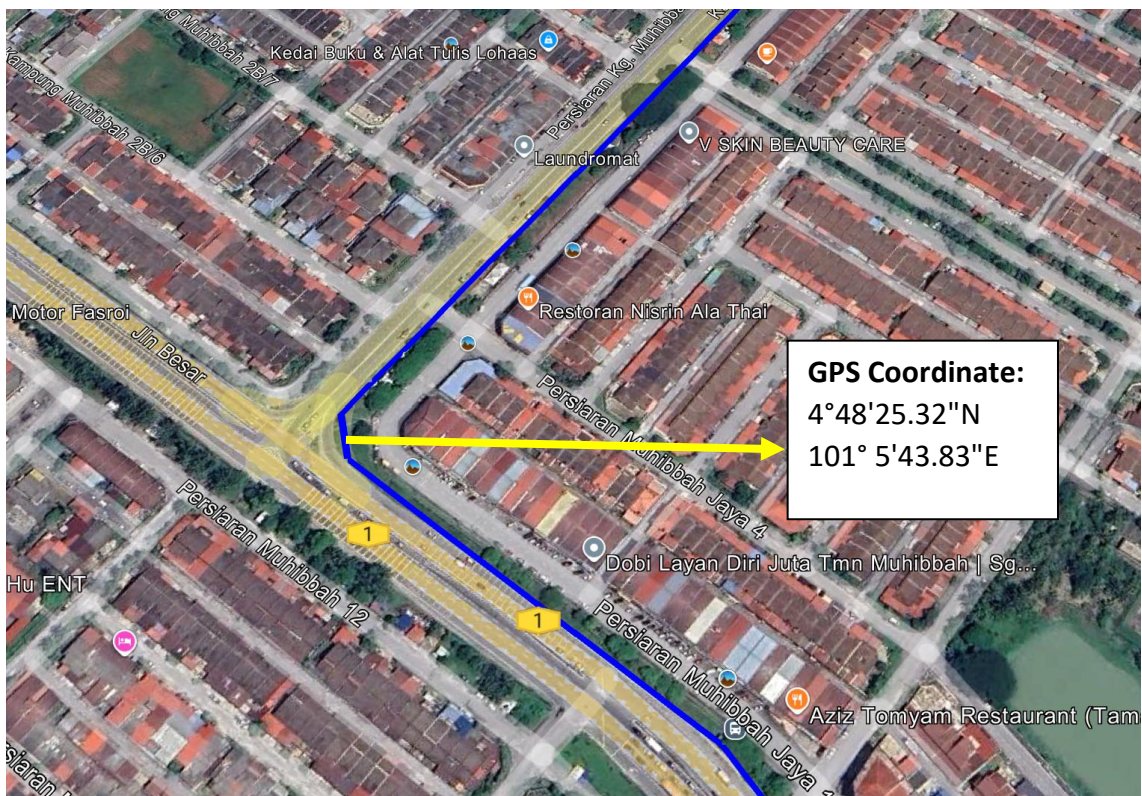 Kampung Muhibbah 2B/7
Kedai Buku & Alat Tulis Lohaas
Persiaran Kg. Muhibba
Kampung Muhibbah 2B/6
Laundromat
V SKIN BEAUTY CARE
Motor Fasroi
Jln Besar
Restoran Nisrin Ala Thai
GPS Coordinate:
4°48'25.32"N
101° 5'43.83"E
Persiaran Muhibbah Jaya 4
Persiaran Muhibbah 12
1
Dobi Layan Diri Juta Tmn Muhibbah | Sg...
Hu ENT
1
Persiaran Muhibbah Jaya 1
Aziz Tomyam Restaurant (Tam